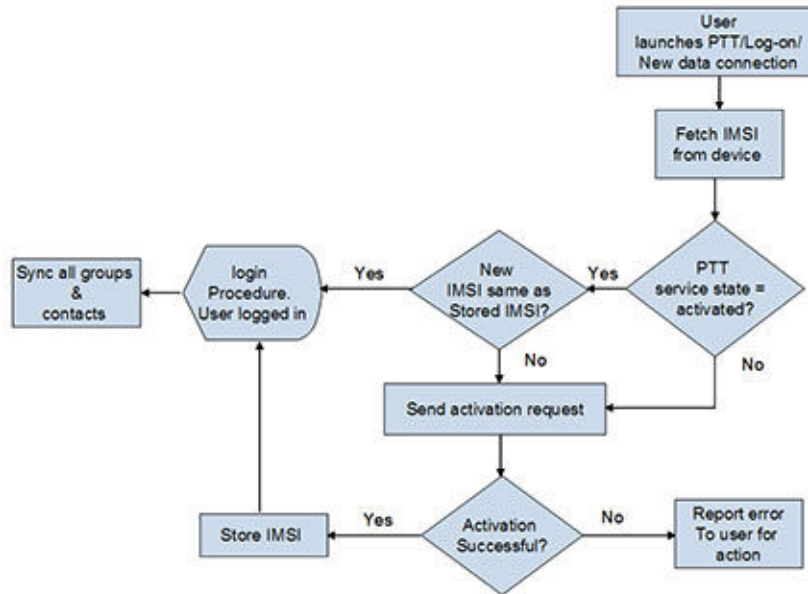 User
launches PTT/Log-on/
New data connection
Fetch IMSI
from device
PTT
service state =
activated?
Yes
No
New
IMSI same as
Stored IMSI?
Yes
No
login
Procedure.
User logged in
Sync all groups
&
contacts
Send activation request
Activation
Successful?
Yes
No
Store IMSI
Report error
To user for
action